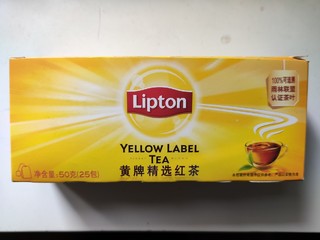 100%可追溯
雨林联盟
认证茶叶
Lipton
YELLOW LABEL
TEA
黄牌精选红茶
净含量:50克(25包)